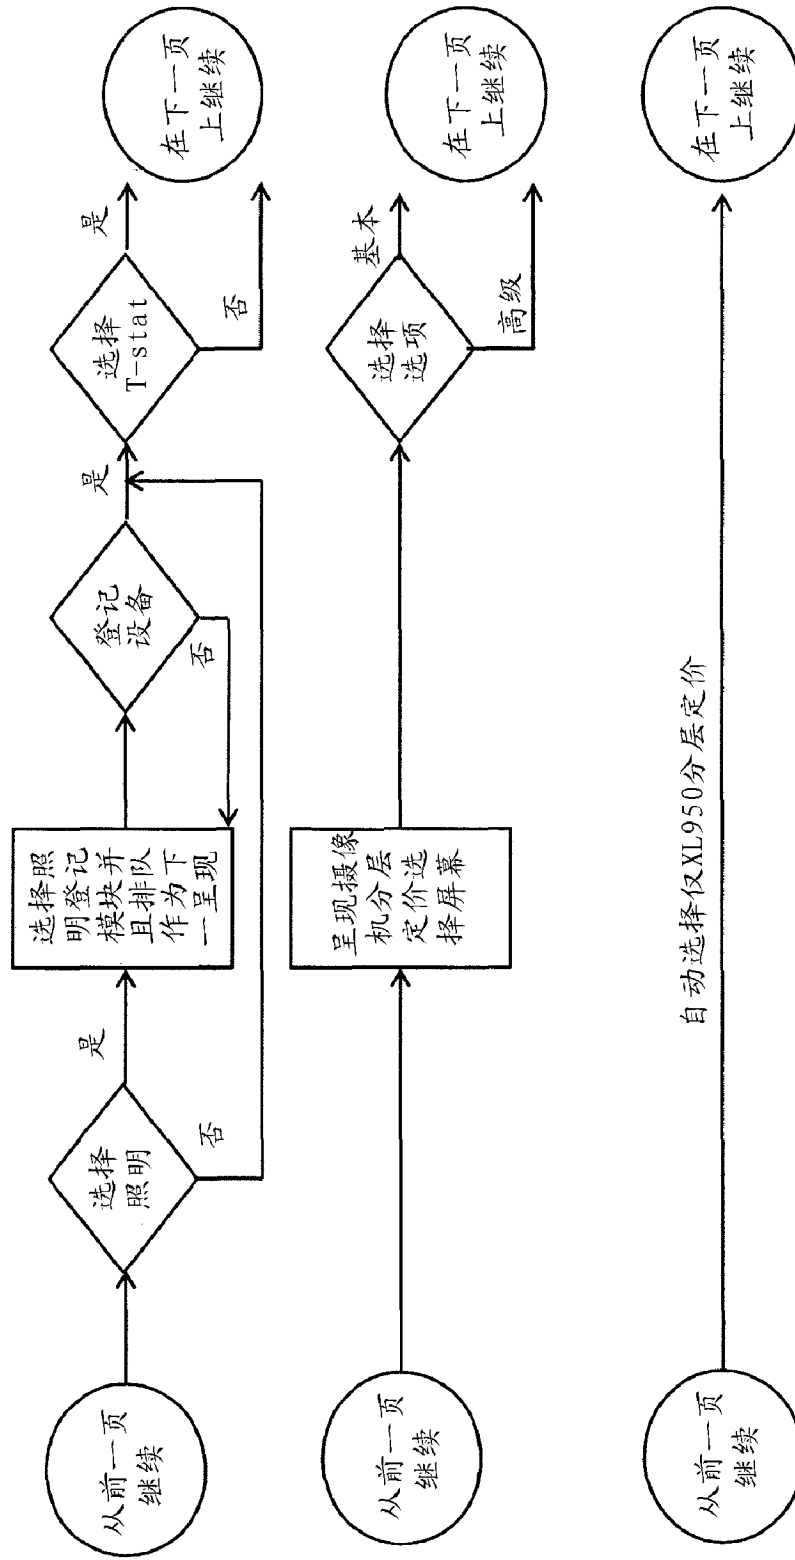 从前一页
继续
选择
照明
是
否
选择照
明登记
模块并
且排队
作为下
一呈现
登记
设备
是
否
选择
T-stat
是
否
在下一页
上继续
从前一页
继续
呈现摄像
机分层
定价选
择屏幕
选择
选项
基本
高级
在下一页
上继续
从前一页
继续
自动选择仅XL950分层定价
在下一页
上继续